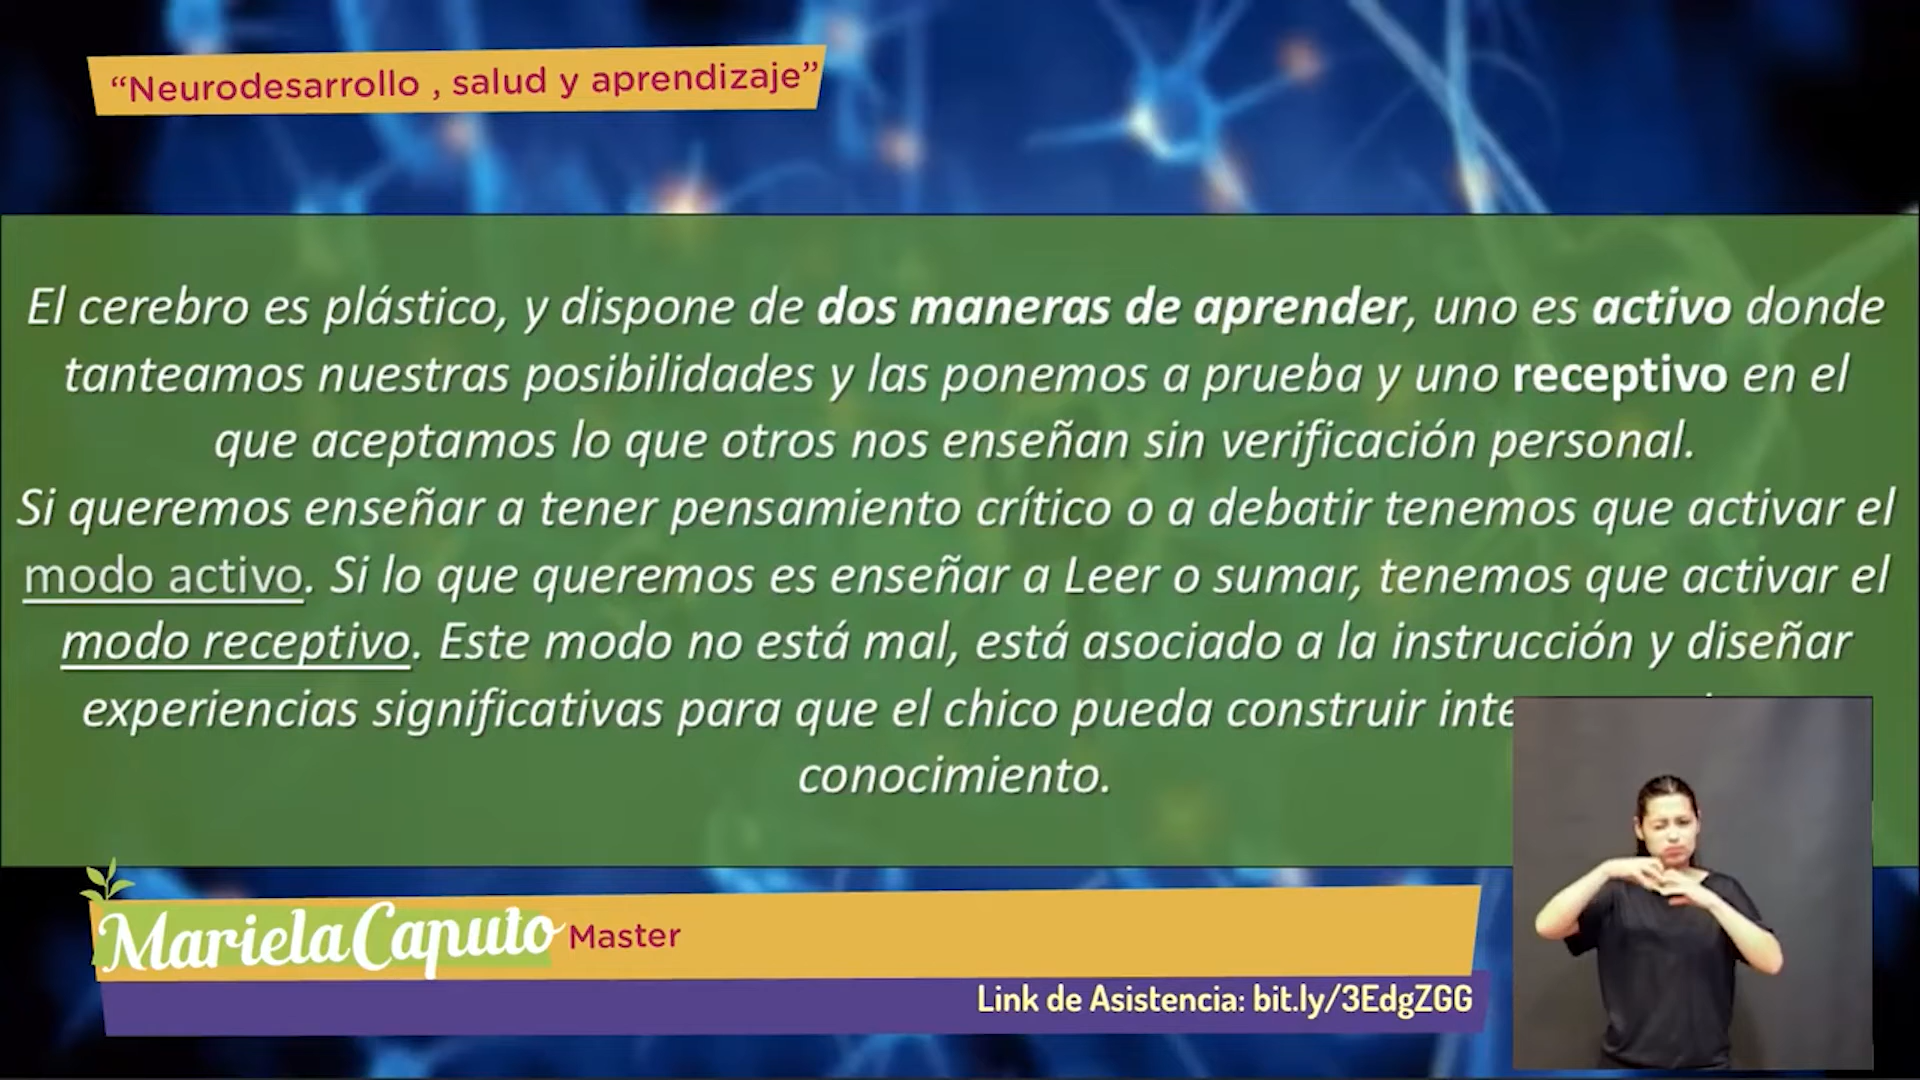 “Neurodesarrollo , salud y aprendizaje”
El cerebro es plástico, y dispone de dos maneras de aprender, uno es activo donde
tanteamos nuestras posibilidades y las ponemos a prueba y uno receptivo en el
que aceptamos lo que otros nos enseñan sin verificación personal.
Si queremos enseñar a tener pensamiento crítico o a debatir tenemos que activar el
modo activo. Si lo que queremos es enseñar a Leer o sumar, tenemos que activar el
modo receptivo. Este modo no está mal, está asociado a la instrucción y diseñar
experiencias significativas para que el chico pueda construir
conocimiento.
Mariela Caputo Master
Link de Asistencia: bit.ly/3EdgZGG